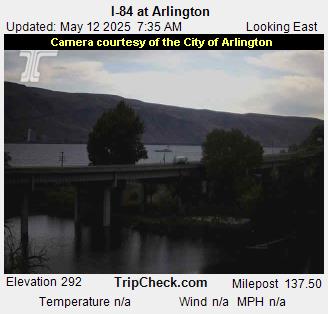 I-84 at Arlington
Updated: May 12 2025 7:35 AM Looking East
Camera courtesy of the City of Arlington
Elevation 292 TripCheck.com Milepost 137.50
Temperature n/a Wind n/a MPH n/a